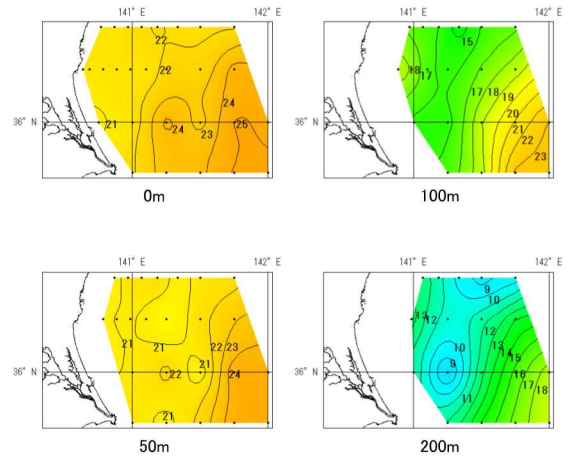 141° E 142° E
22
22
24
21 24 23 25
36° N
0m
141° E 142° E
15
18 17
17 18 19
20
21
22
23
36° N
100m
141° E 142° E
21 21 22 23
21
22 24
21
50m
36° N
141° E 142° E
9
10
13 12 12
10 13 14 15
9 16
17 18
11
36° N
200m